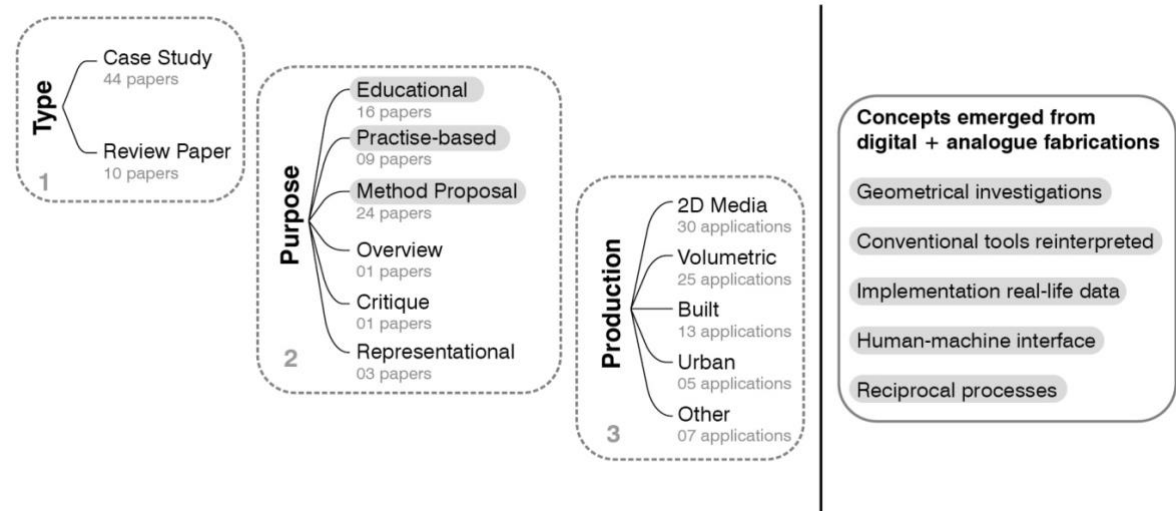 Type
Case Study
44 papers
Review Paper
10 papers
1
Purpose
Educational
16 papers
Practise-based
09 papers
Method Proposal
24 papers
Overview
01 papers
Critique
01 papers
Representational
03 papers
2
Production
2D Media
30 applications
Volumetric
25 applications
Built
13 applications
Urban
05 applications
Other
07 applications
3
Concepts emerged from
digital + analogue fabrications
Geometrical investigations
Conventional tools reinterpreted
Implementation real-life data
Human-machine interface
Reciprocal processes